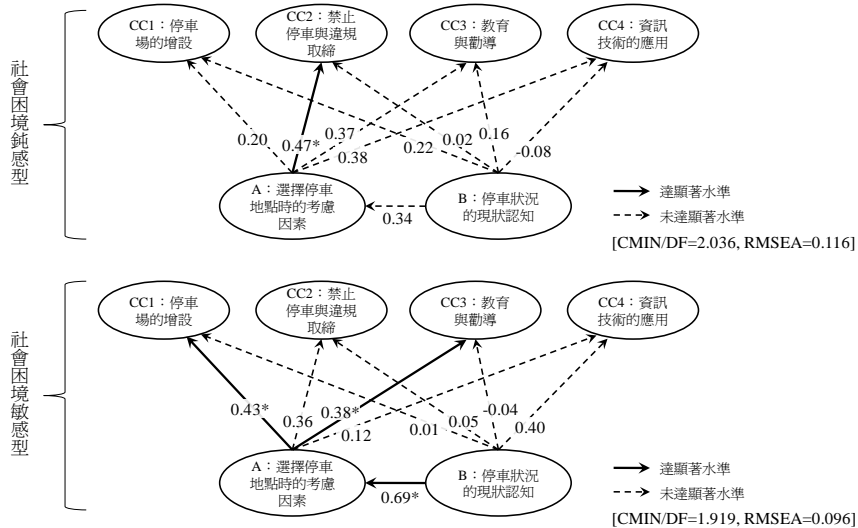 社會困境鈍感型
CC1：停車
場的增設
CC2：禁止
停車與違規
取締
CC3：教育
與勸導
CC4：資訊
技術的應用
0.20
0.47*
0.37
0.38
0.22
0.02
0.16
-0.08
A：選擇停車
地點時的考慮
因素
0.34
B：停車狀況
的現狀認知
達顯著水準
未達顯著水準
[CMIN/DF=2.036, RMSEA=0.116]
社會困境敏感型
CC1：停車
場的增設
CC2：禁止
停車與違規
取締
CC3：教育
與勸導
CC4：資訊
技術的應用
0.43*
0.36
0.38*
0.12
0.01
0.05
-0.04
0.40
A：選擇停車
地點時的考慮
因素
0.69*
B：停車狀況
的現狀認知
達顯著水準
未達顯著水準
[CMIN/DF=1.919, RMSEA=0.096]